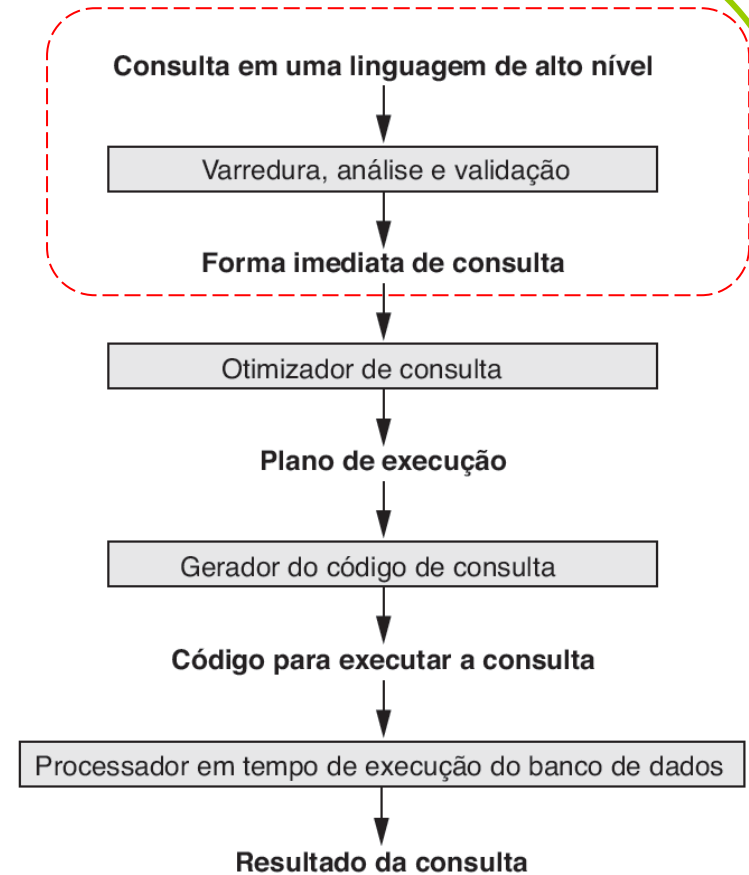 Consulta em uma linguagem de alto nível
Varredura, análise e validação
Forma imediata de consulta
Otimizador de consulta
Plano de execução
Gerador do código de consulta
Código para executar a consulta
Processador em tempo de execução do banco de dados
Resultado da consulta